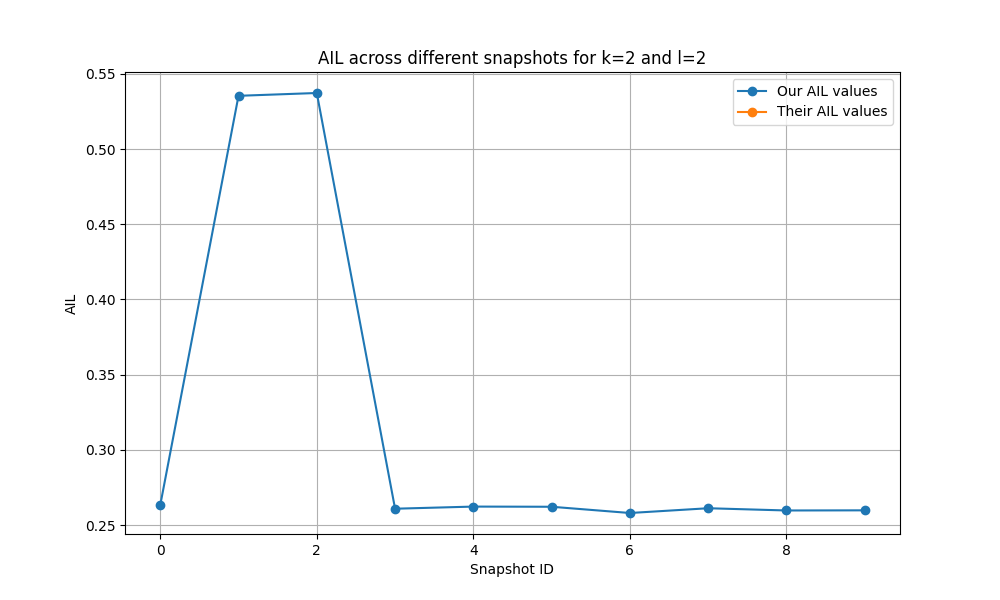 AIL across different snapshots for k=2 and l=2
Our AIL values
Their AIL values
0.55
0.50
0.45
0.40
0.35
0.30
0.25
AIL
0 2 4 6 8
Snapshot ID